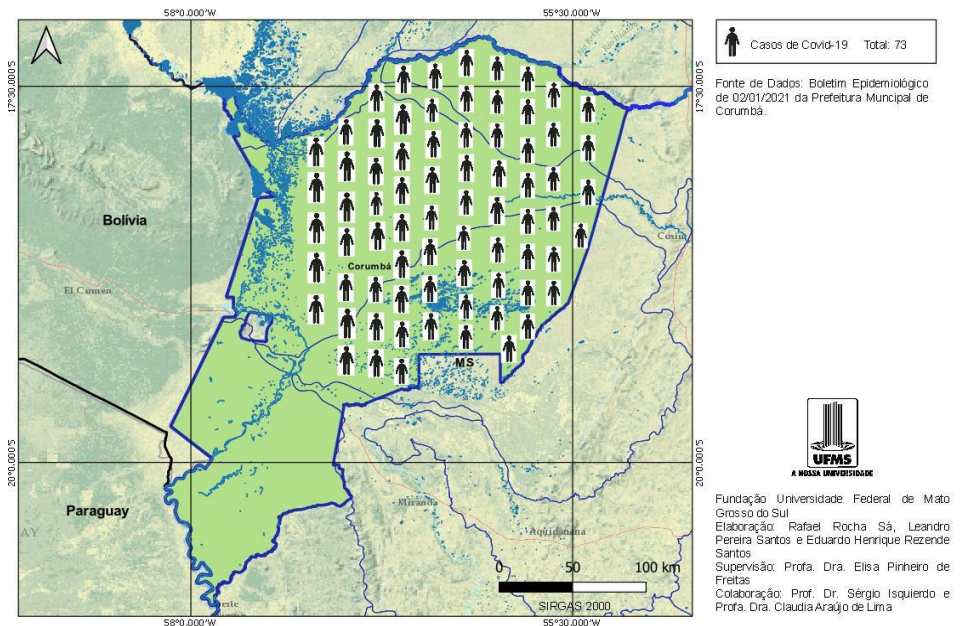 58°0.000'W
55°30.000'W
17°30.000'S
17°30.000'S
Bolívia
Corumbá
El Carmen
Coxim
MS
20°0.000'S
20°0.000'S
Paraguay
AY
Miranda
Aquidauana
0 50 100 km
SIRGAS 2000
58°0.000'W
55°30.000'W
Casos de Covid-19 Total: 73
Fonte de Dados: Boletim Epidemiológico
de 02/01/2021 da Prefeitura Muncipal de
Corumbá.
UFMS
A NOSSA UNIVERSIDADE
Fundação Universidade Federal de Mato
Grosso do Sul
Elaboração: Rafael Rocha Sá, Leandro
Pereira Santos e Eduardo Henrique Rezende
Santos
Supervisão: Profa. Dra. Elisa Pinheiro de
Freitas
Colaboração: Prof. Dr. Sérgio Isquierdo e
Profa. Dra. Claudia Araújo de Lima